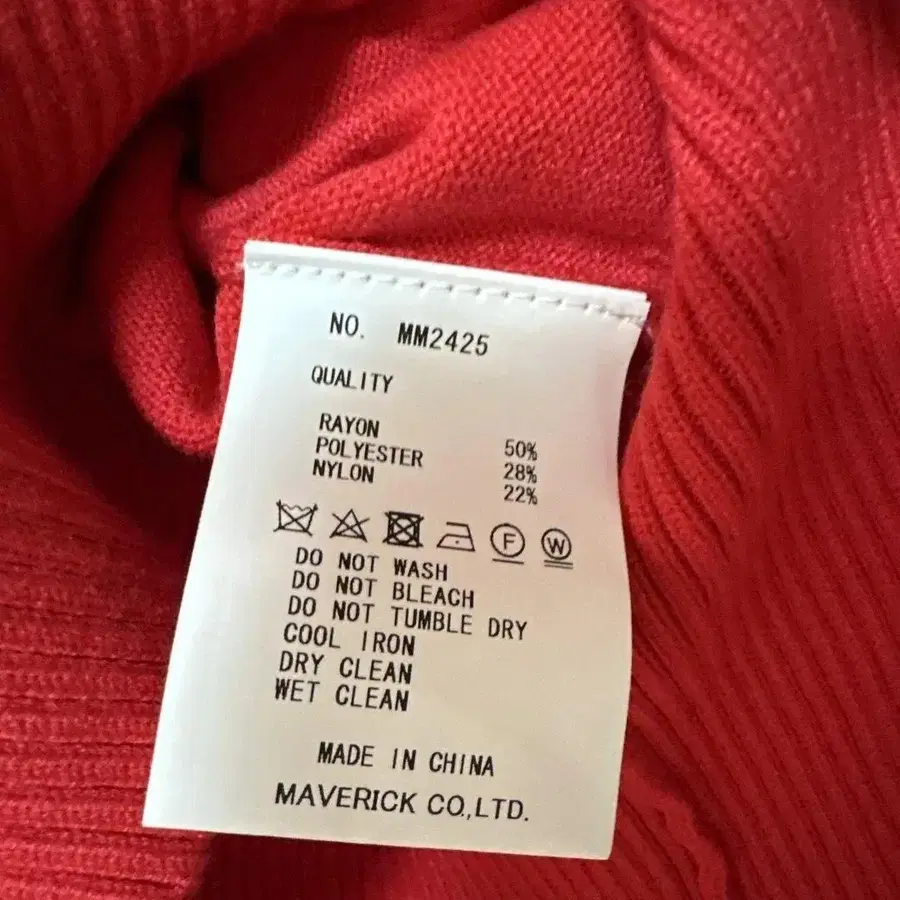 NO. MM2425
QUALITY
RAYON 50%
POLYESTER 28%
NYLON 22%
F W
DO NOT WASH
DO NOT BLEACH
DO NOT TUMBLE DRY
COOL IRON
DRY CLEAN
WET CLEAN
MADE IN CHINA
MAVERICK CO.,LTD.